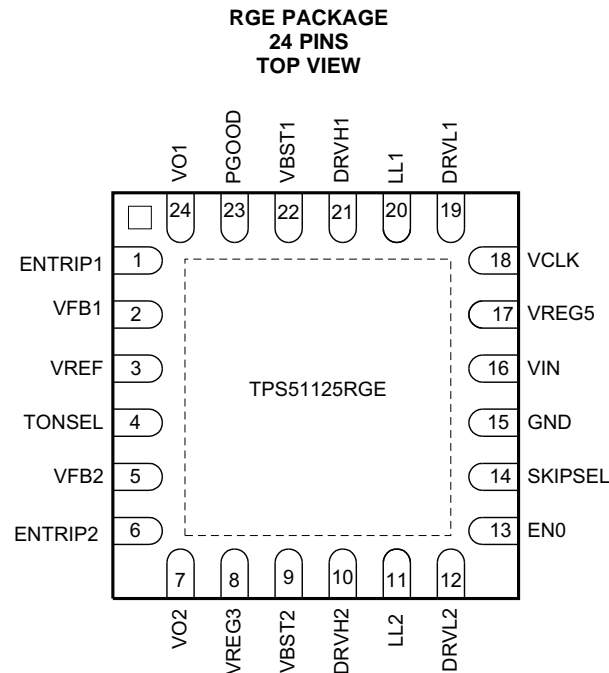 RGE PACKAGE
24 PINS
TOP VIEW
VO1
PGOOD
VBST1
DRVH1
LL1
DRVL1
24 23 22 21 20 19
ENTRIP1 1 18 VCLK
VFB1 2 17 VREG5
VREF 3 16 VIN
TPS51125RGE
TONSEL 4 15 GND
VFB2 5 14 SKIPSEL
ENTRIP2 6 13 EN0
7 8 9 10 11 12
VO2
VREG3
VBST2
DRVH2
LL2
DRVL2